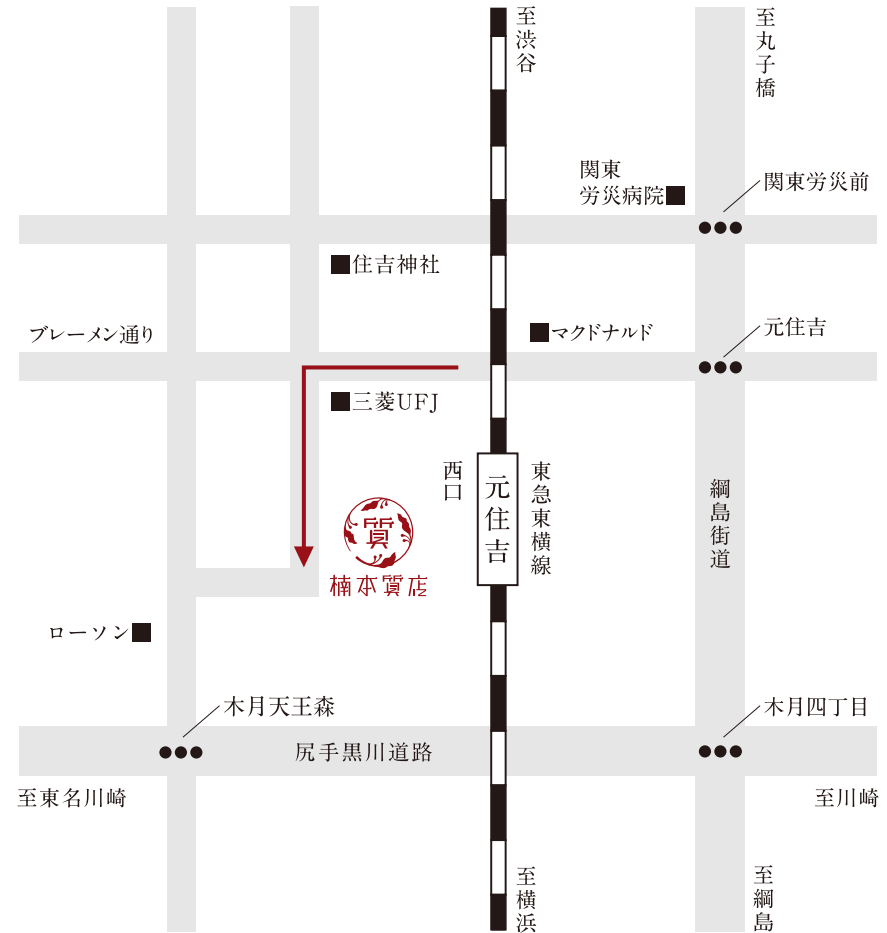 至渋谷
至丸子橋
関東
労災病院
関東労災前
住吉神社
ブレーメン通り
マクドナルド
元住吉
三菱UFJ
西口
元住吉
東急東横線
綱島街道
質
楠本質店
ローソン
木月天王森
木月四丁目
尻手黒川道路
至東名川崎
至川崎
至横浜
至綱島